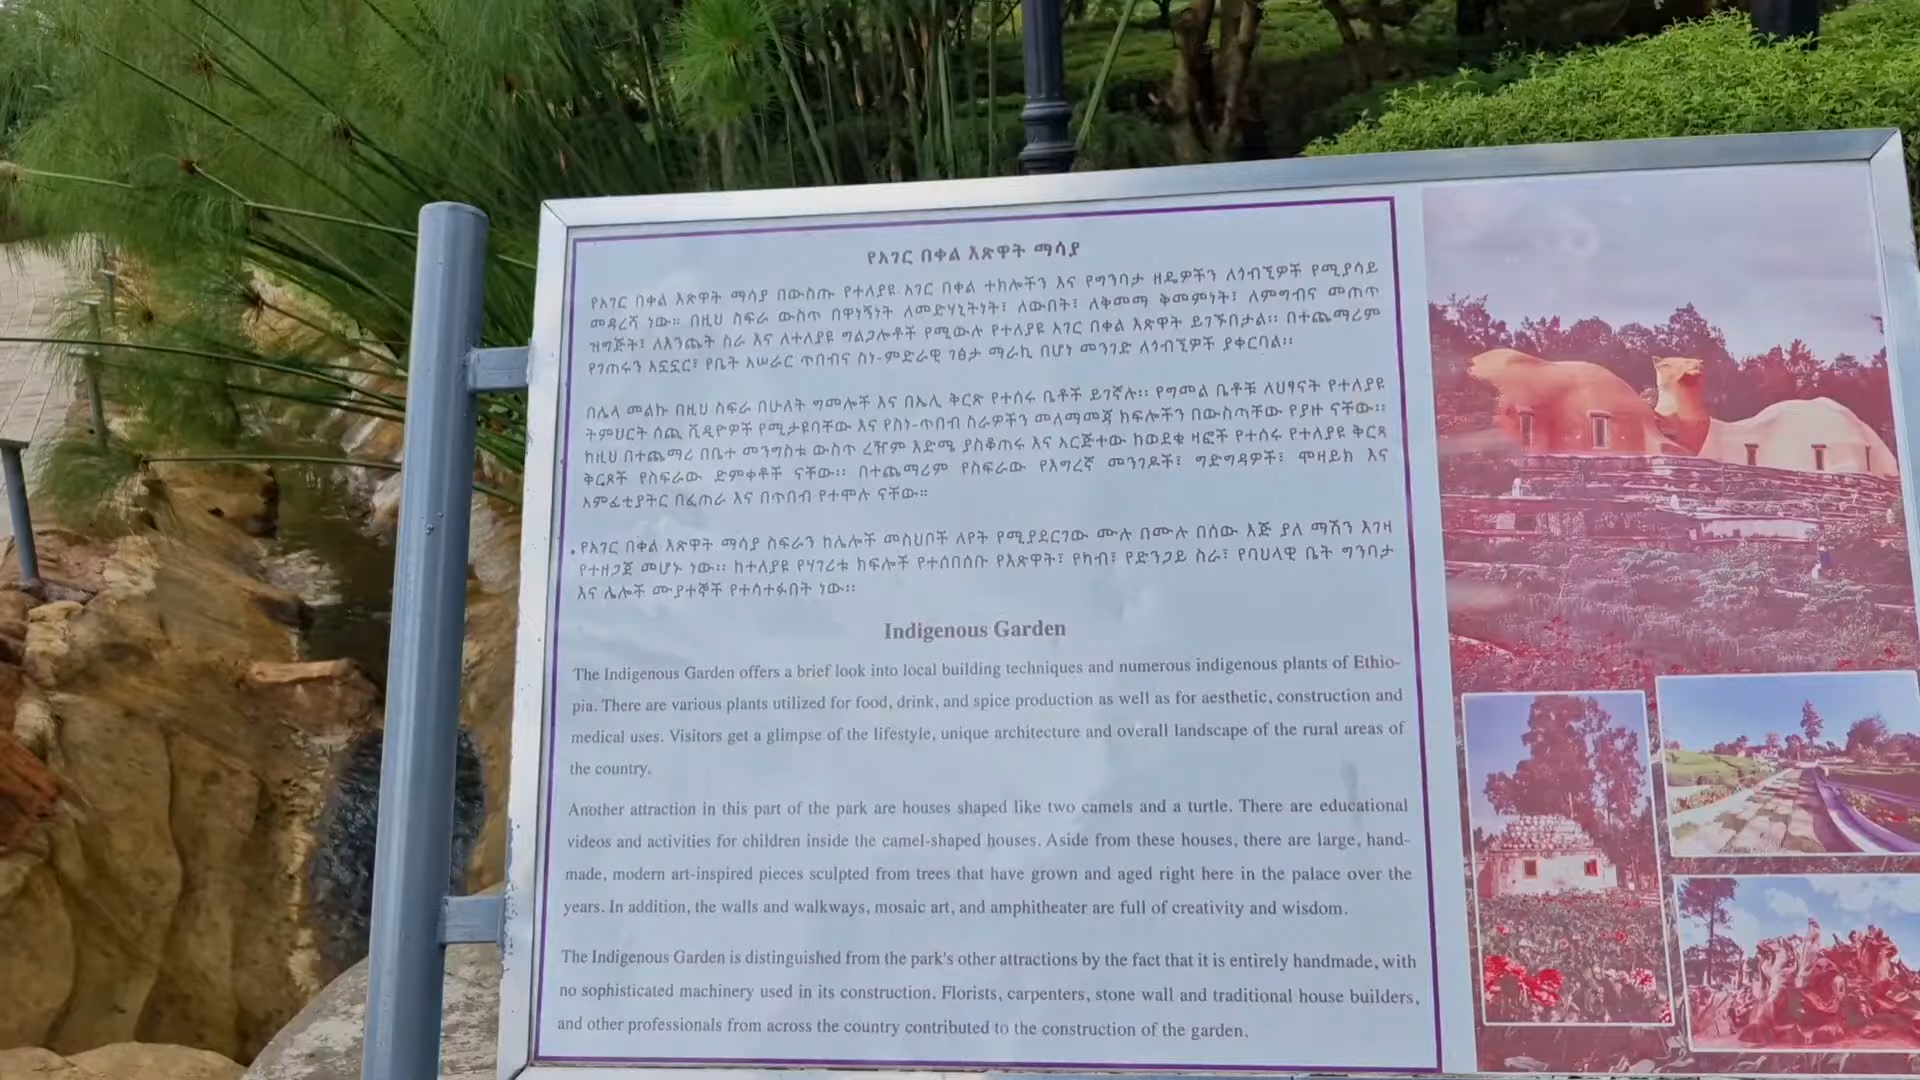 የአገር በቀል እጽዋት ማሳያ
የአገር በቀል እጽዋት ማሳያ በውስጡ የተለያዩ አገር በቀል ተክሎችን እና የግንባታ ዘዴዎችን ለጎብኚዎች የሚያሳይ
መዳረሻ ነው። በዚህ ስፍራ ውስጥ በዋነኝነት ለመድሃኒትነት፣ ለውበት፣ ለቅመማ ቅመምነት፣ ለምግብና መጠጥ
ዝግጅት፣ ለእንጨት ስራ እና ለተለያዩ ግልጋሎቶች የሚውሉ የተለያዩ አገር በቀል እጽዋት ይገኙበታል። በተጨማሪም
የገጠሩን አኗኗር፣ የቤት አሠራር ጥበብና ስነ-ምድራዊ ገፅታ ማራኪ በሆነ መንገድ ለጎብኚዎች ያቀርባል።
በሌላ መልኩ በዚህ ስፍራ በሁለት ግመሎች እና በኤሊ ቅርጽ የተሰሩ ቤቶች ይገኛሉ። የግመል ቤቶቹ ለህፃናት የተለያዩ
ትምህርት ሰጪ ቪዲዮዎች የሚታዩባቸው እና የስነ-ጥበብ ስራዎችን መለማመጃ ክፍሎችን በውስጣቸው የያዙ ናቸው።
ከዚህ በተጨማሪ በቤተ መንግስቱ ውስጥ ረዥም እድሜ ያስቆጠሩ እና አርጅተው ከወደቁ ዛፎች የተሰሩ የተለያዩ ቅርጻ
ቅርጾች የስፍራው ድምቀቶች ናቸው። በተጨማሪም የስፍራው የእግረኛ መንገዶች፣ ግድግዳዎች፣ ሞዛይክ እና
አምፊቲያትር በፈጠራ እና በጥበብ የተሞሉ ናቸው።
የአገር በቀል እጽዋት ማሳያ ስፍራን ከሌሎች መስህቦች ለየት የሚያደርገው ሙሉ በሙሉ በሰው እጅ ያለ ማሽን እገዛ
የተዘጋጀ መሆኑ ነው። ከተለያዩ የሃገሪቱ ክፍሎች የተሰበሰቡ የእጽዋት፣ የካብ፣ የድንጋይ ስራ፣ የባህላዊ ቤት ግንባታ
እና ሌሎች ሙያተኞች የተሳተፉበት ነው።
Indigenous Garden
The Indigenous Garden offers a brief look into local building techniques and numerous indigenous plants of Ethio-
pia. There are various plants utilized for food, drink, and spice production as well as for aesthetic, construction and
medical uses. Visitors get a glimpse of the lifestyle, unique architecture and overall landscape of the rural areas of
the country.
Another attraction in this part of the park are houses shaped like two camels and a turtle. There are educational
videos and activities for children inside the camel-shaped houses. Aside from these houses, there are large, hand-
made, modern art-inspired pieces sculpted from trees that have grown and aged right here in the palace over the
years. In addition, the walls and walkways, mosaic art, and amphitheater are full of creativity and wisdom.
The Indigenous Garden is distinguished from the park's other attractions by the fact that it is entirely handmade, with
no sophisticated machinery used in its construction. Florists, carpenters, stone wall and traditional house builders,
and other professionals from across the country contributed to the construction of the garden.